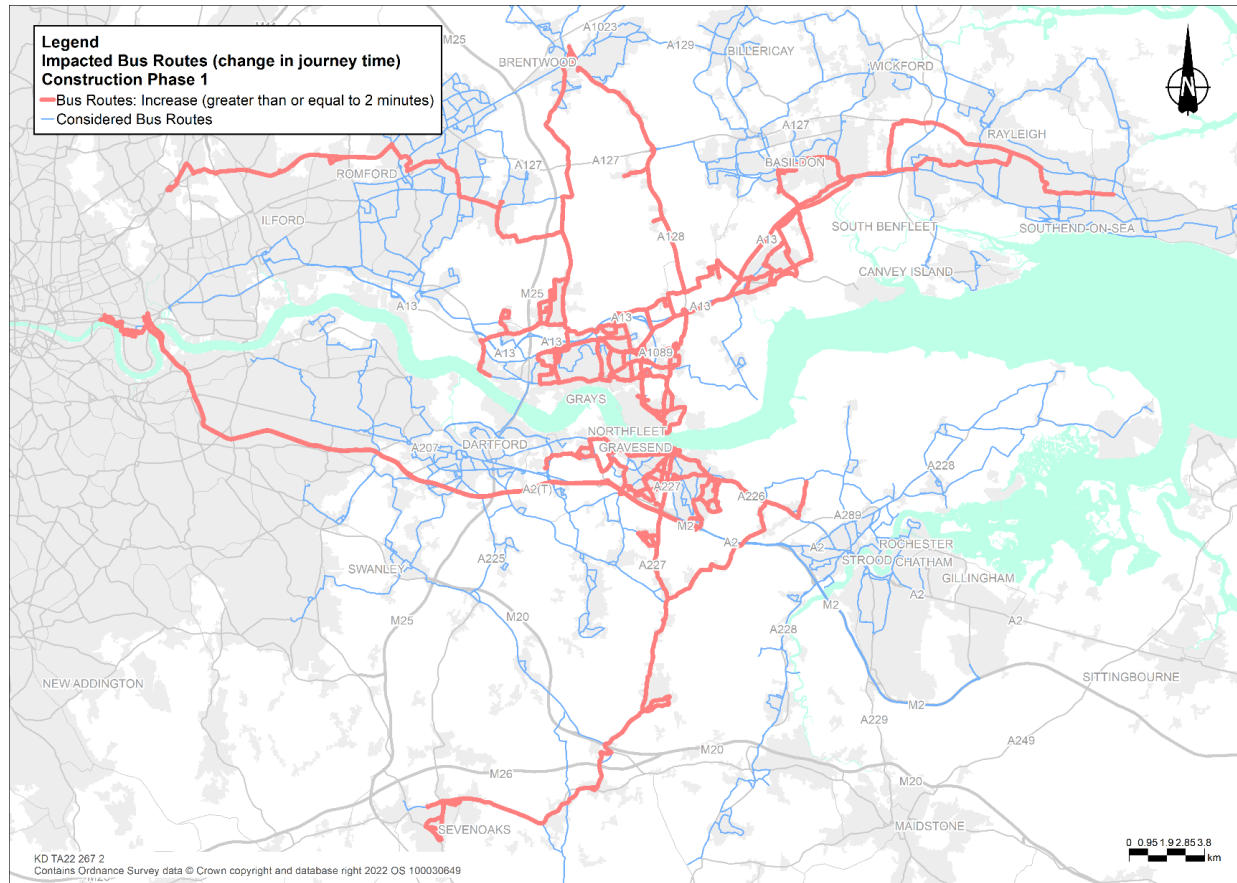 Legend
Impacted Bus Routes (change in journey time)
Construction Phase 1
Bus Routes: Increase (greater than or equal to 2 minutes)
Considered Bus Routes
M25
A1023
BRENTWOOD
A129
BILLERICAY
WICKFORD
N
A127
A127
A127
RAYLEIGH
BASILDON
ROMFORD
ILFORD
A128
A13
SOUTH BENFLEET
SOUTHEND-ON-SEA
CANVEY ISLAND
M25
A13
A13
A13
A13
A13
A1089
GRAYS
NORTHFLEET
GRAVESEND
DARTFORD
A207
A2(T)
A227
A226
A228
A289
M2
A2
A2
ROCHESTER
STROOD
CHATHAM
GILLINGHAM
A225
SWANLEY
A227
M2
A2
A2
M25
M20
A228
NEW ADDINGTON
SITTINGBOURNE
A229
M2
A249
M20
M26
M20
SEVENOAKS
MAIDSTONE
0 0.95 1.9 2.85 3.8
km
KD TA22 267 2
Contains Ordnance Survey data © Crown copyright and database right 2022 OS 100030649